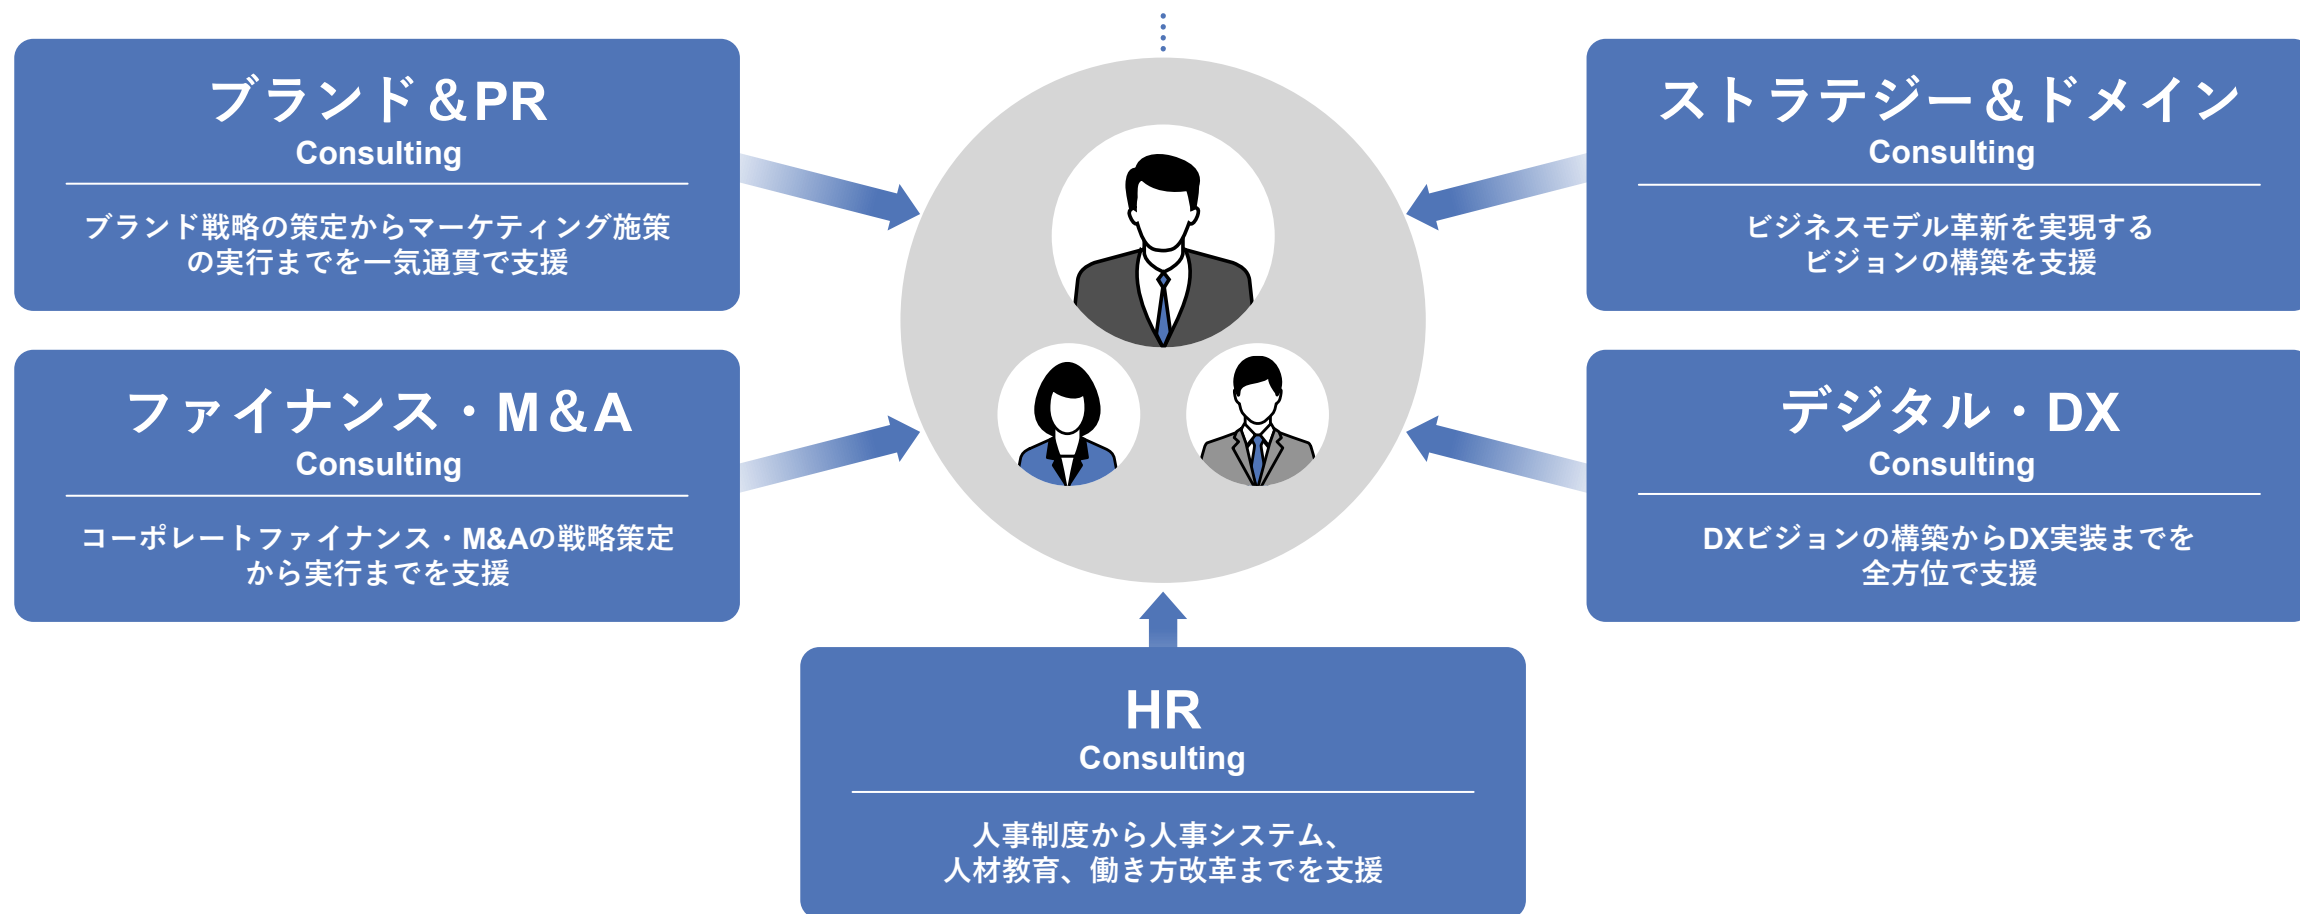 ブランド＆PR
Consulting
ブランド戦略の策定からマーケティング施策
の実行までを一気通貫で支援
ストラテジー＆ドメイン
Consulting
ビジネスモデル革新を実現する
ビジョンの構築を支援
ファイナンス・M＆A
Consulting
コーポレートファイナンス・M&Aの戦略策定
から実行までを支援
デジタル・DX
Consulting
DXビジョンの構築からDX実装までを
全方位で支援
HR
Consulting
人事制度から人事システム、
人材教育、働き方改革までを支援